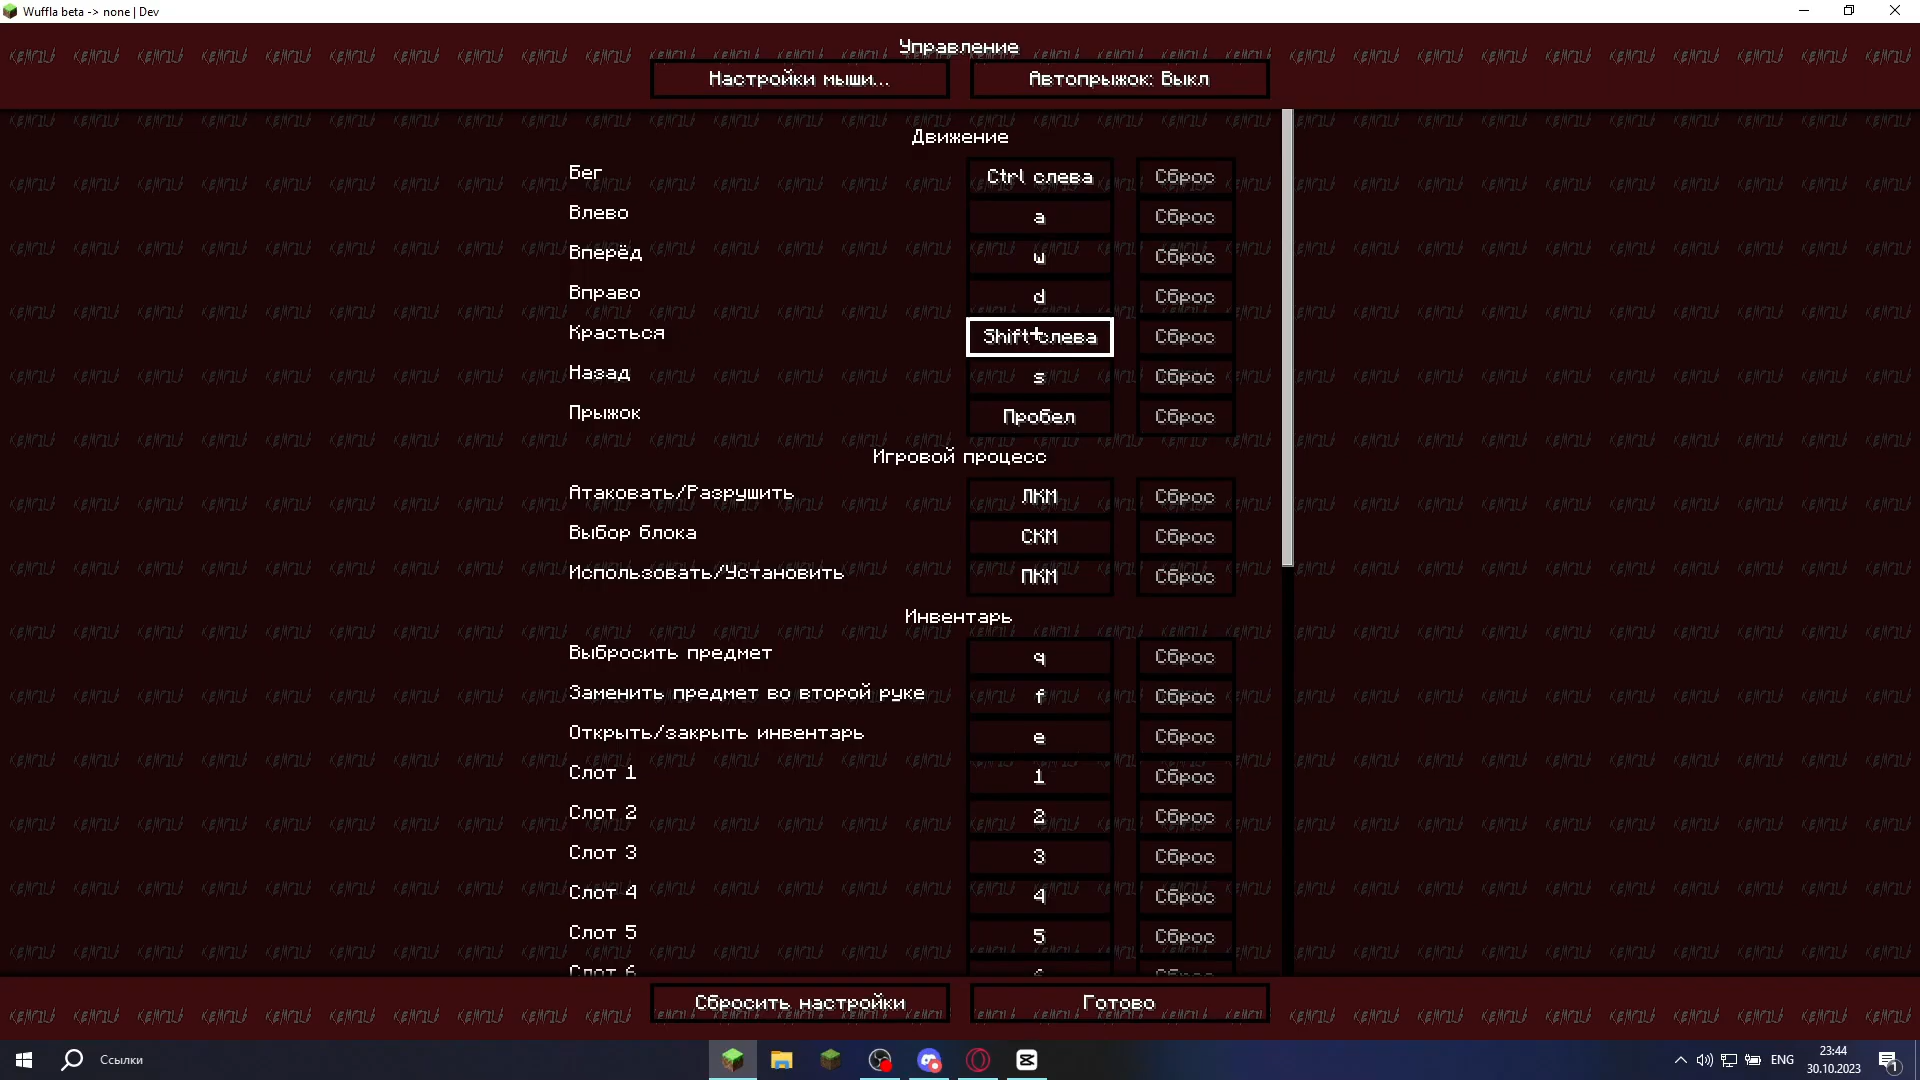 Wuffla beta -> none | Dev
Управление
Настройки мыши...
Автопрыжок: Выкл
Движение
Бег Ctrl слева Сброс
Влево a Сброс
Вперёд w Сброс
Вправо d Сброс
Красться Shift слева Сброс
Назад s Сброс
Прыжок Пробел Сброс
Игровой процесс
Атаковать/Разрушить ЛКМ Сброс
Выбор блока СКМ Сброс
Использовать/Установить ПКМ Сброс
Инвентарь
Выбросить предмет q Сброс
Заменить предмет во второй руке f Сброс
Открыть/закрыть инвентарь e Сброс
Слот 1 1 Сброс
Слот 2 2 Сброс
Слот 3 3 Сброс
Слот 4 4 Сброс
Слот 5 5 Сброс
Слот 6
Сбросить настройки
Готово
Ссылки
ENG
23:44
30.10.2023
1